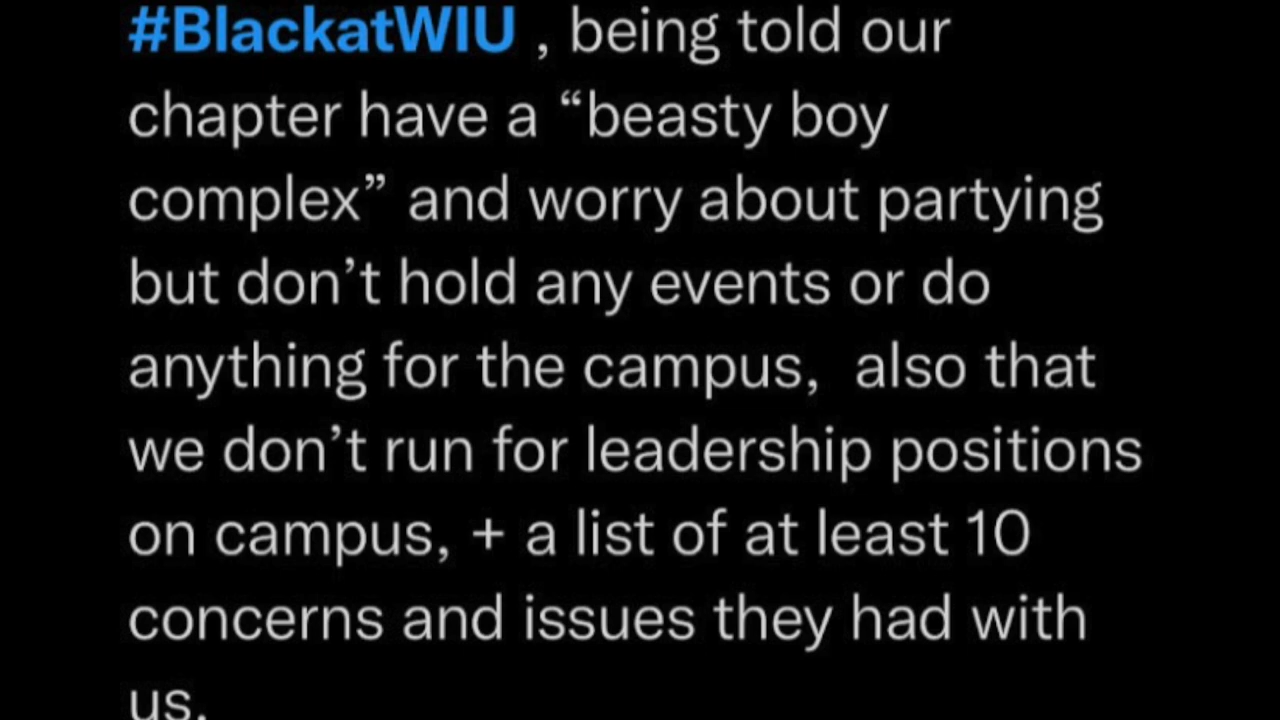 #BlackatWIU , being told our
chapter have a “beasty boy
complex” and worry about partying
but don’t hold any events or do
anything for the campus,  also that
we don’t run for leadership positions
on campus, + a list of at least 10
concerns and issues they had with
us.